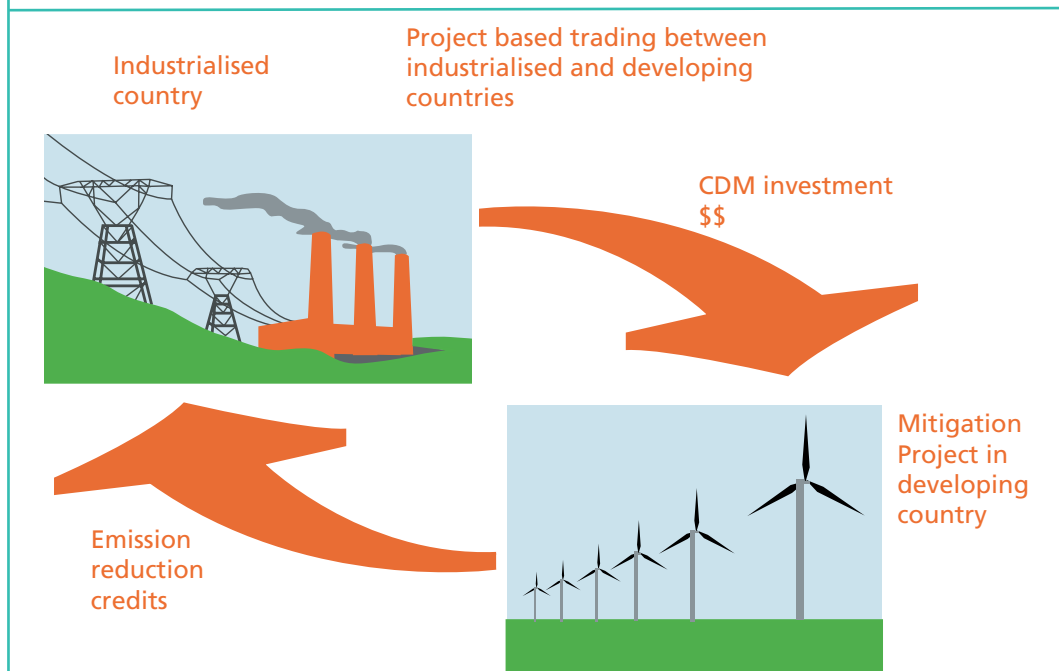 Industrialised
country
Project based trading between
industrialised and developing
countries
CDM investment
$$
Mitigation
Project in
developing
country
Emission
reduction
credits